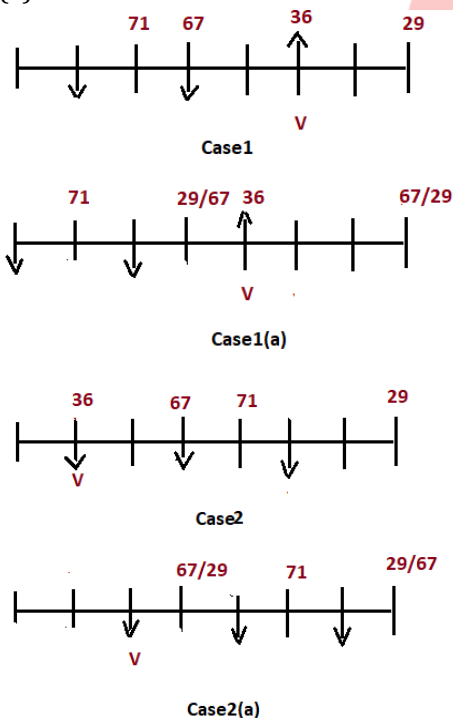 71 67 36 29
V
Case1
71 29/67 36 67/29
V
Case1(a)
36 67 71 29
V
Case2
67/29 71 29/67
V
Case2(a)